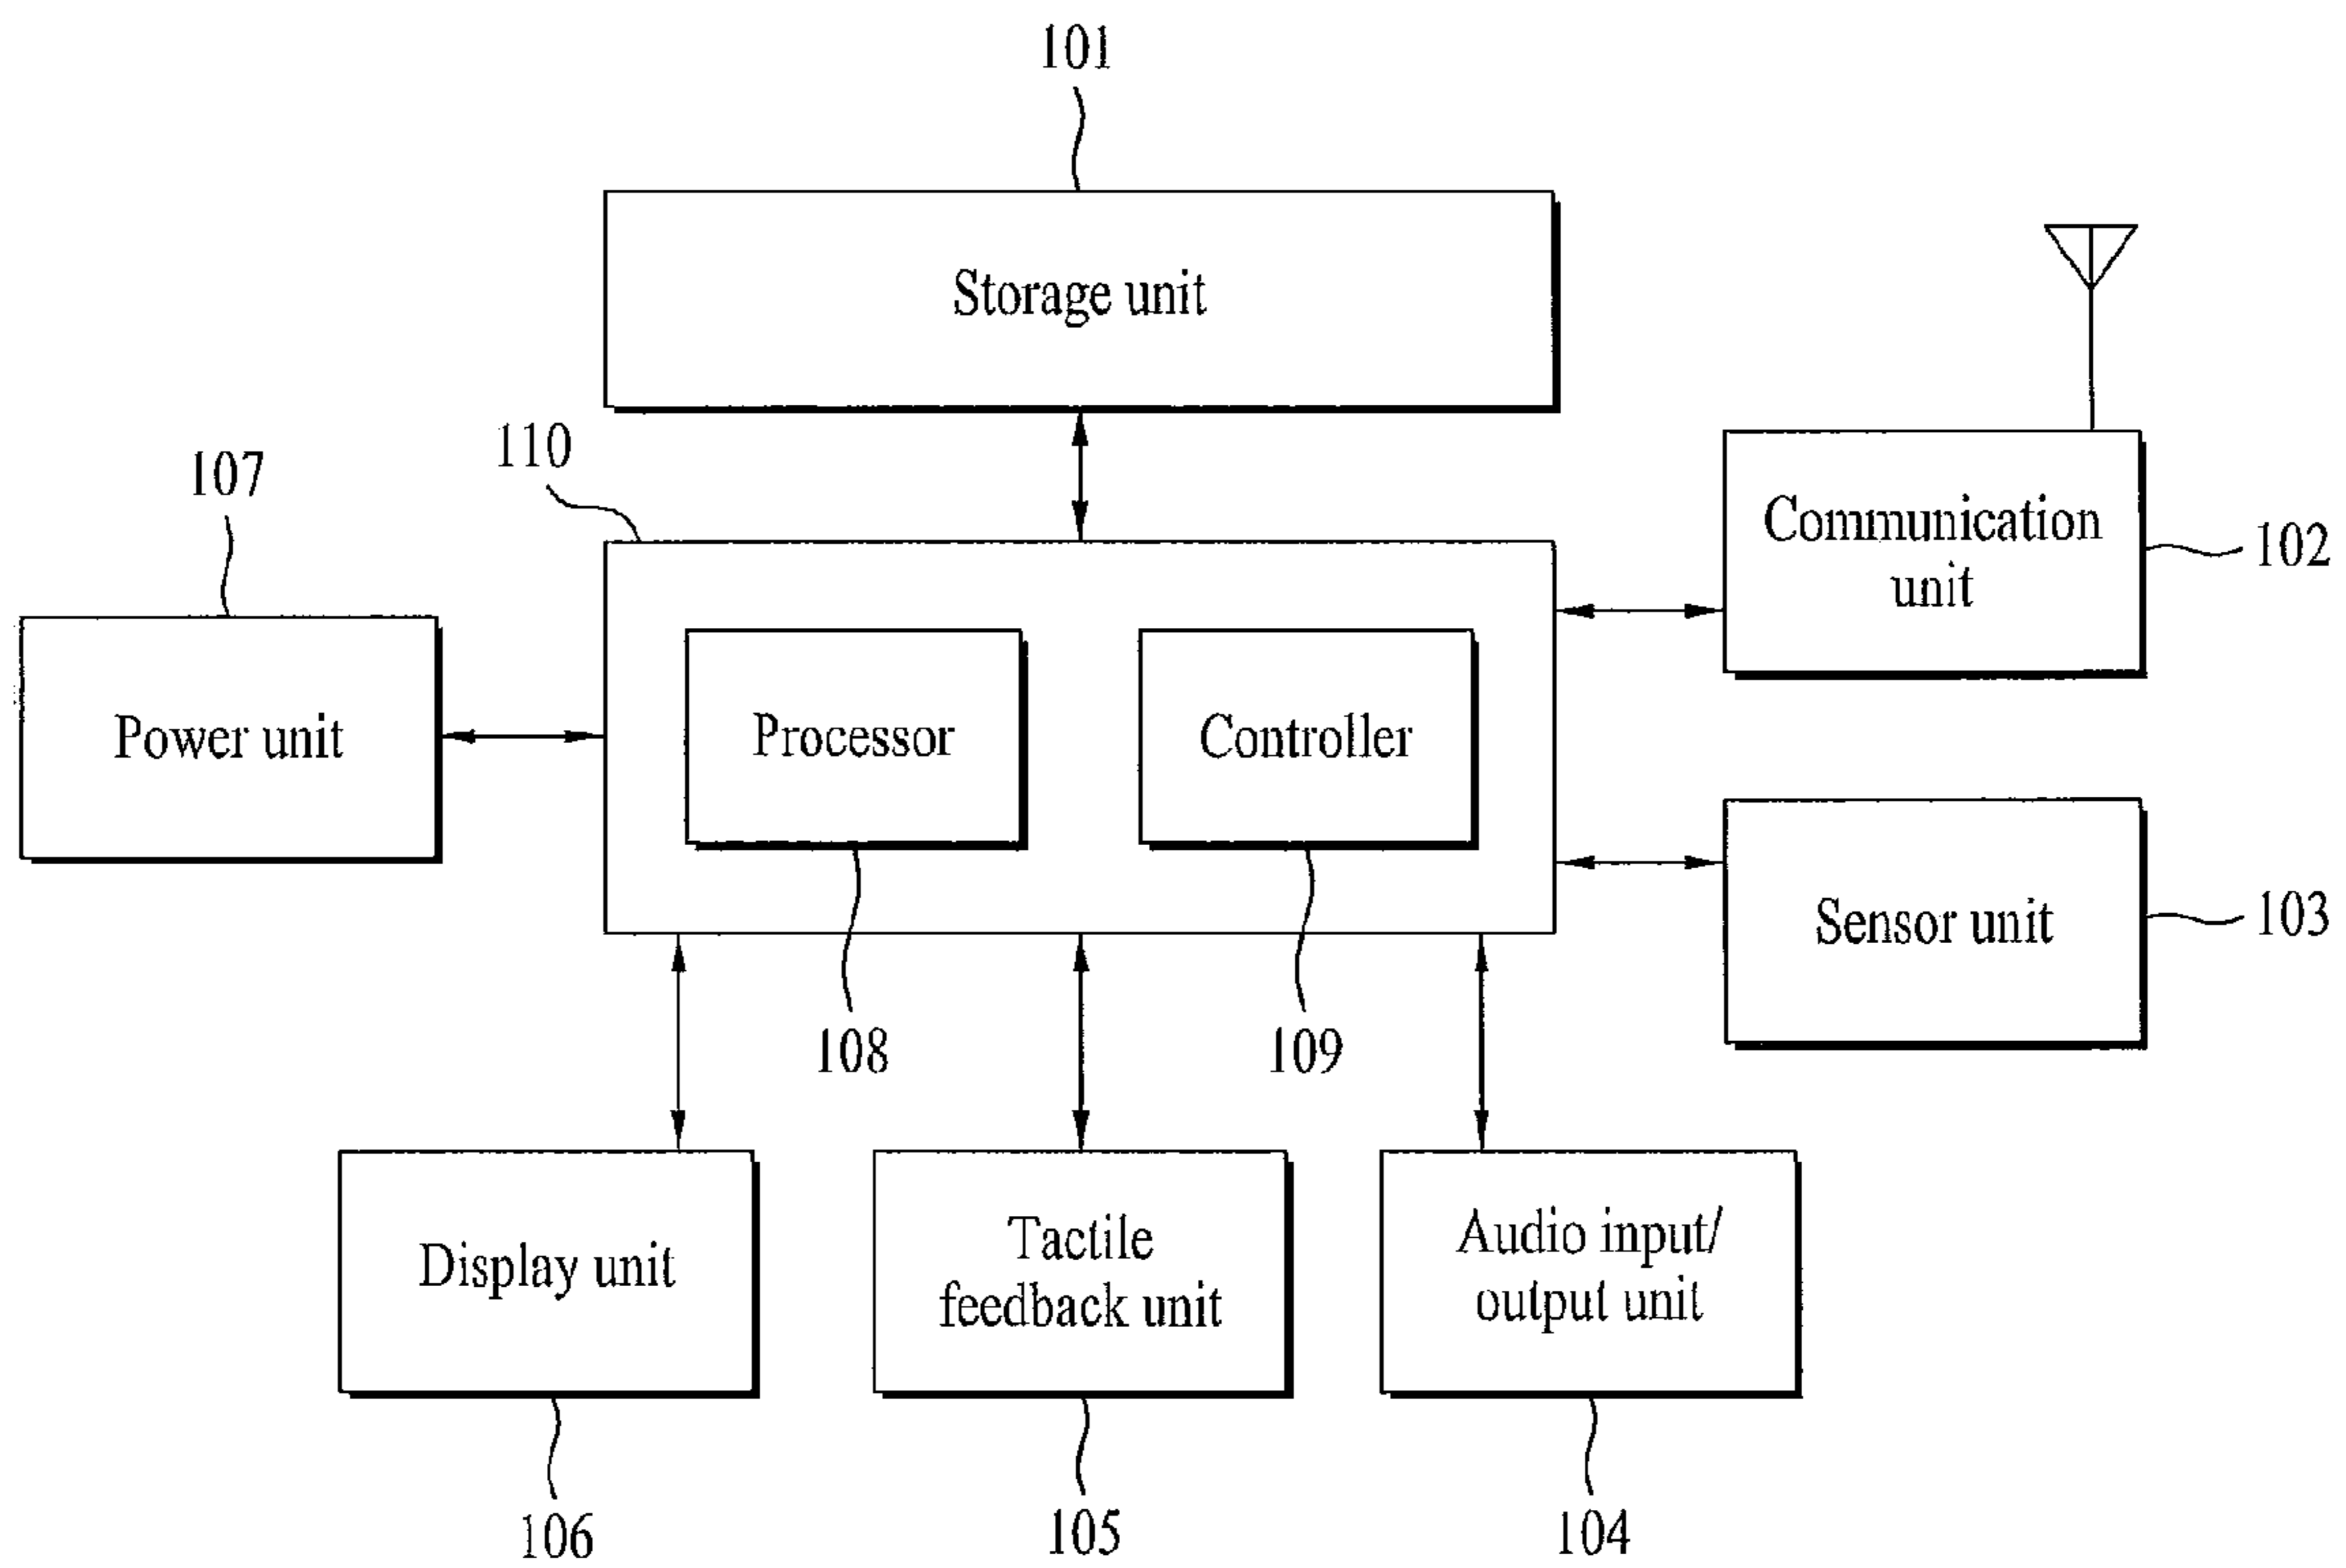 101
Storage unit
110
107
Communication
unit
102
Power unit
Processor
Controller
Sensor unit
103
108
109
Display unit
Tactile
feedback unit
Audio input/
output unit
106
105
104